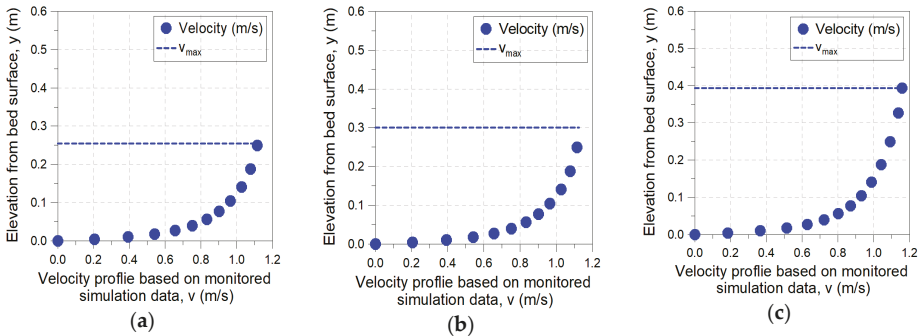 0.6
0.5
0.4
0.3
0.2
0.1
0.0
Elevation from bed surface, y (m)
Velocity (m/s)
vmax
0.0 0.2 0.4 0.6 0.8 1.0 1.2
Velocity proflie based on monitored
simulation data, v (m/s)
(a)
0.6
0.5
0.4
0.3
0.2
0.1
0.0
Elevation from bed surface, y (m)
Velocity (m/s)
vmax
0.0 0.2 0.4 0.6 0.8 1.0 1.2
Velocity proflie based on monitored
simulation data, v (m/s)
(b)
0.6
0.5
0.4
0.3
0.2
0.1
0.0
Elevation from bed surface, y (m)
Velocity (m/s)
vmax
0.0 0.2 0.4 0.6 0.8 1.0 1.2
Velocity proflie based on monitored
simulation data, v (m/s)
(c)